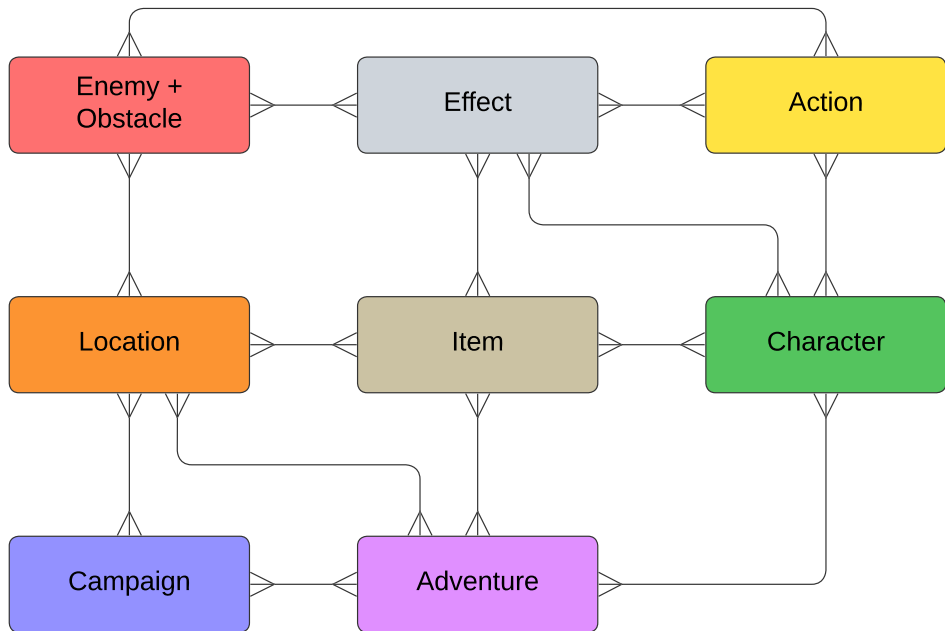 Enemy +
Obstacle
Effect
Action
Location
Item
Character
Campaign
Adventure